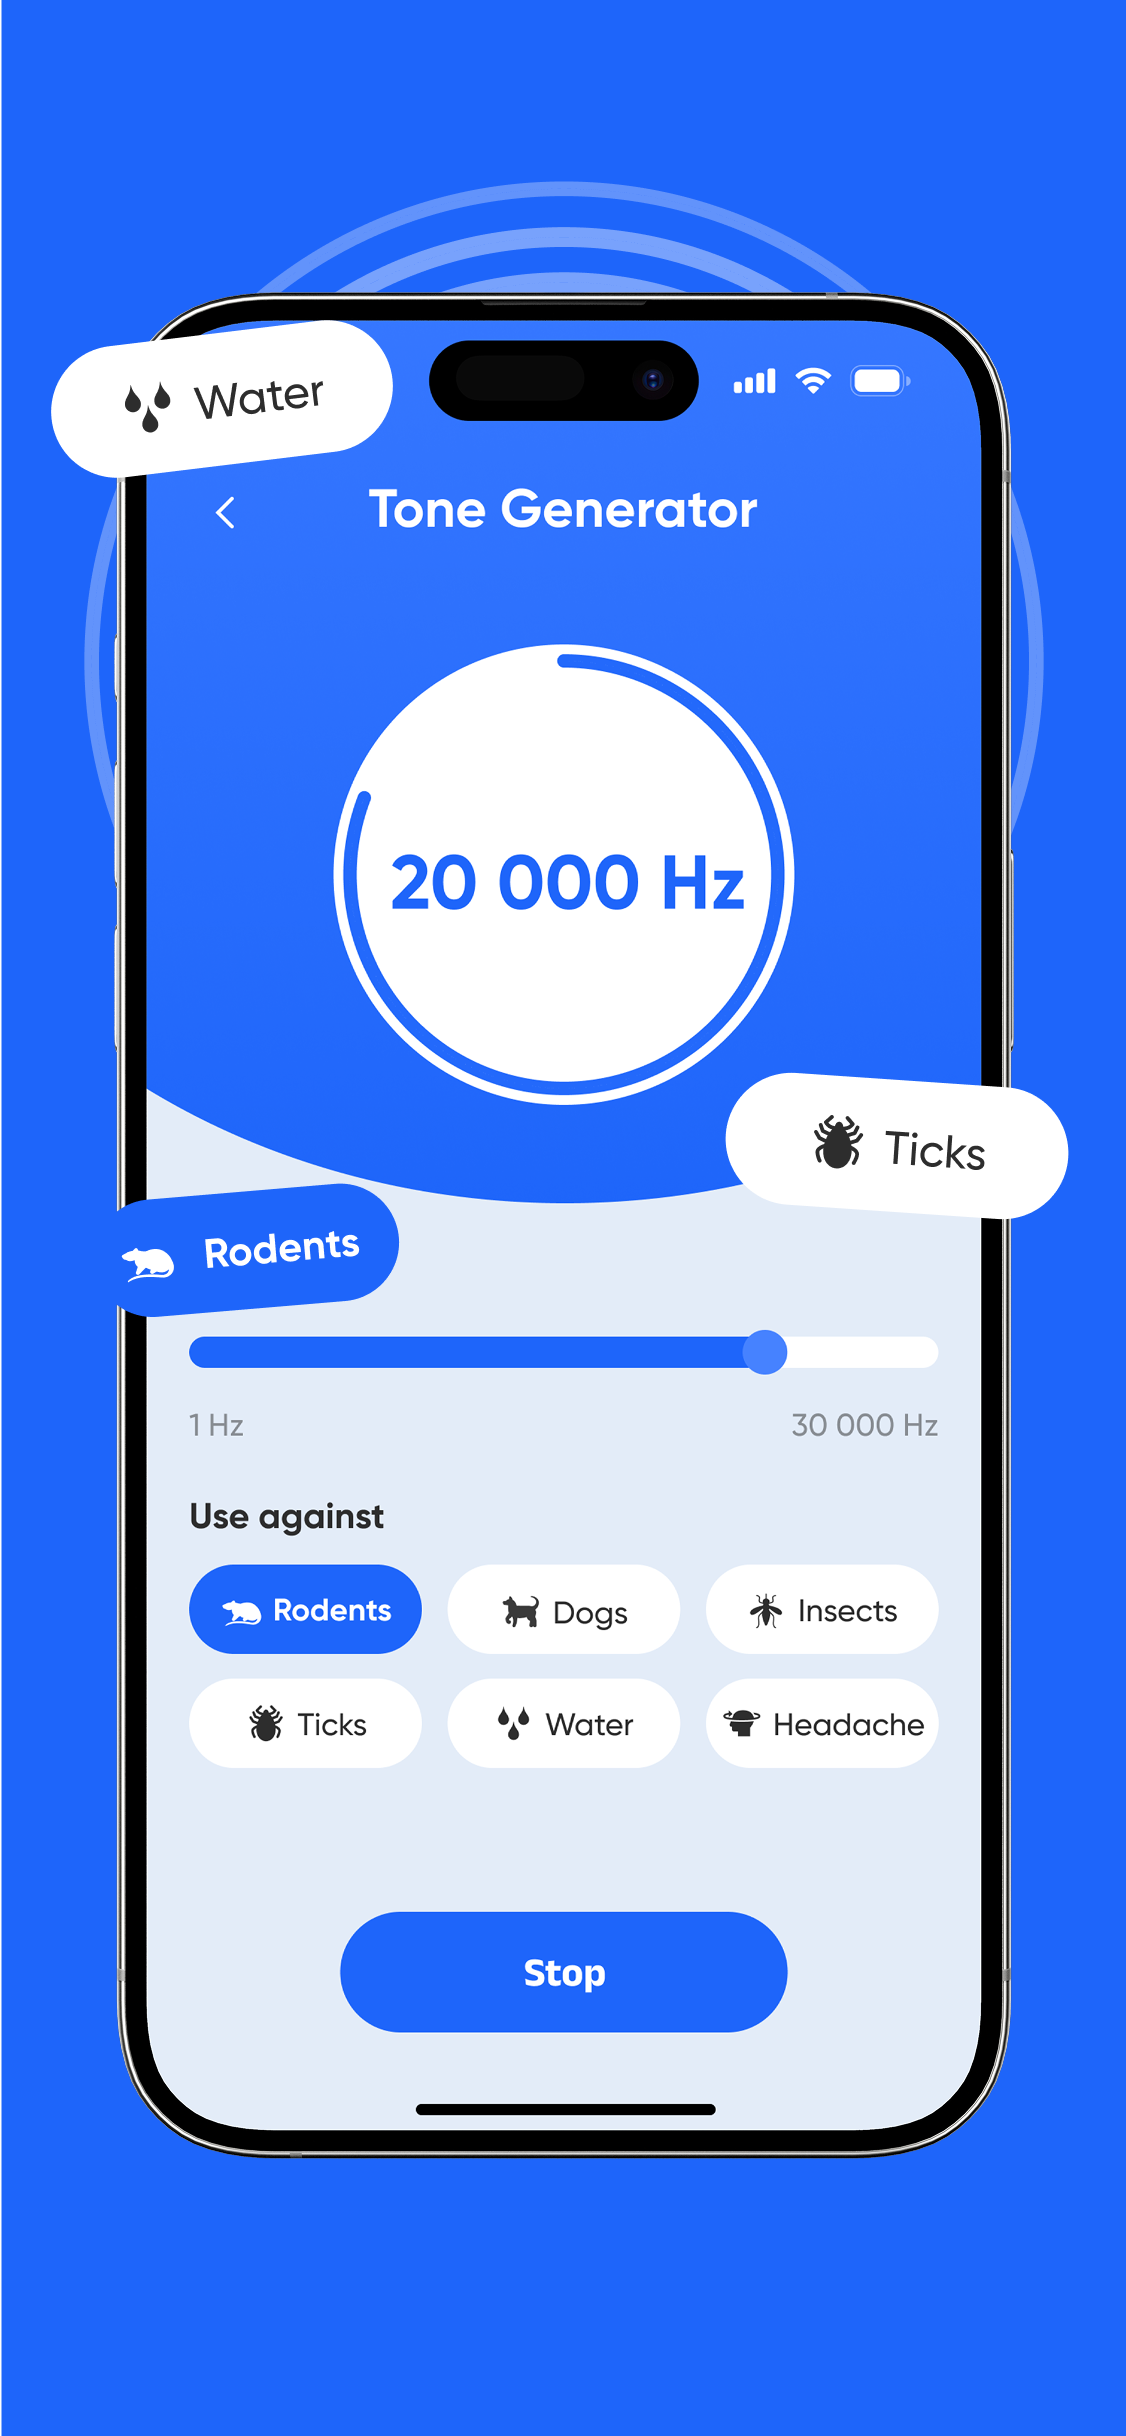 Water
Tone Generator
20 000 Hz
Ticks
Rodents
1 Hz
30 000 Hz
Use against
Rodents
Dogs
Insects
Ticks
Water
Headache
Stop